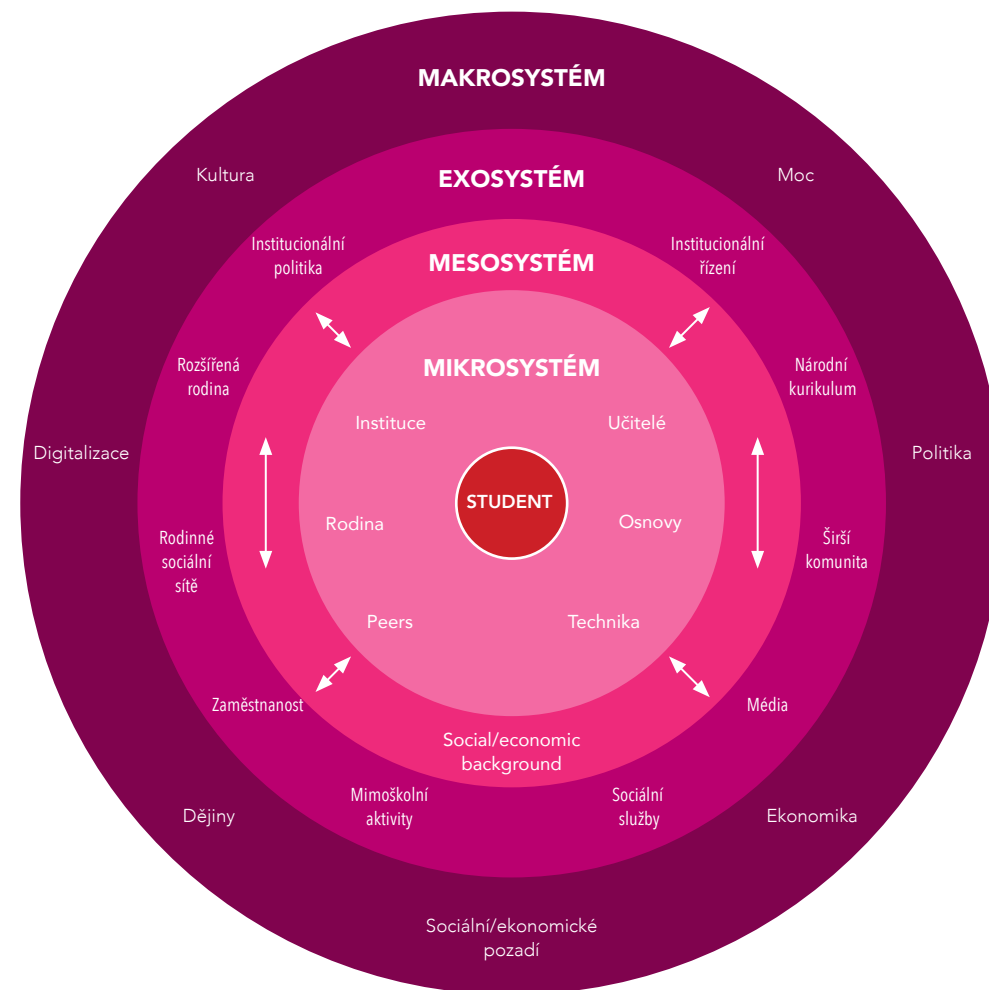 MAKROSYSTÉM
Kultura
Moc
EXOSYSTÉM
Institucionální
politika
Institucionální
řízení
MESOSYSTÉM
Rozšířená
rodina
MIKROSYSTÉM
Národní
kurikulum
Instituce
Učitelé
Digitalizace
Politika
STUDENT
Rodina
Osnovy
Rodinné
sociální
sítě
Širší
komunita
Peers
Technika
Zaměstnanost
Média
Social/economic
background
Mimoškolní
aktivity
Sociální
služby
Dějiny
Ekonomika
Sociální/ekonomické
pozadí